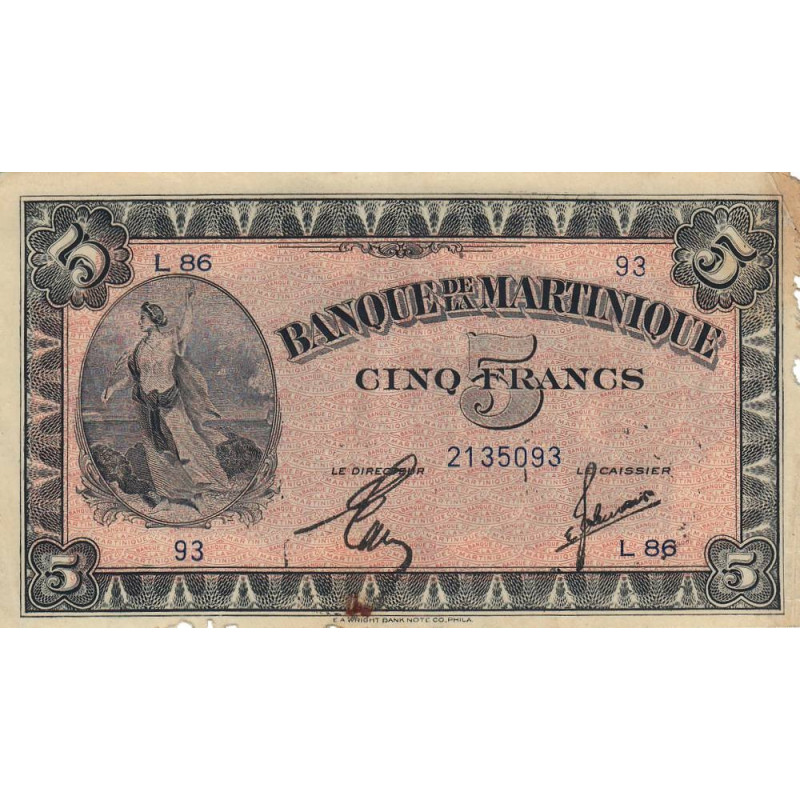 5 5
L 86 93
BANQUE DE LA MARTINIQUE
5
CINQ FRANCS
2135093
LE DIRECTEUR LE CAISSIER
93 L 86
5 5
E.A. WRIGHT BANK NOTE CO. PHILA.